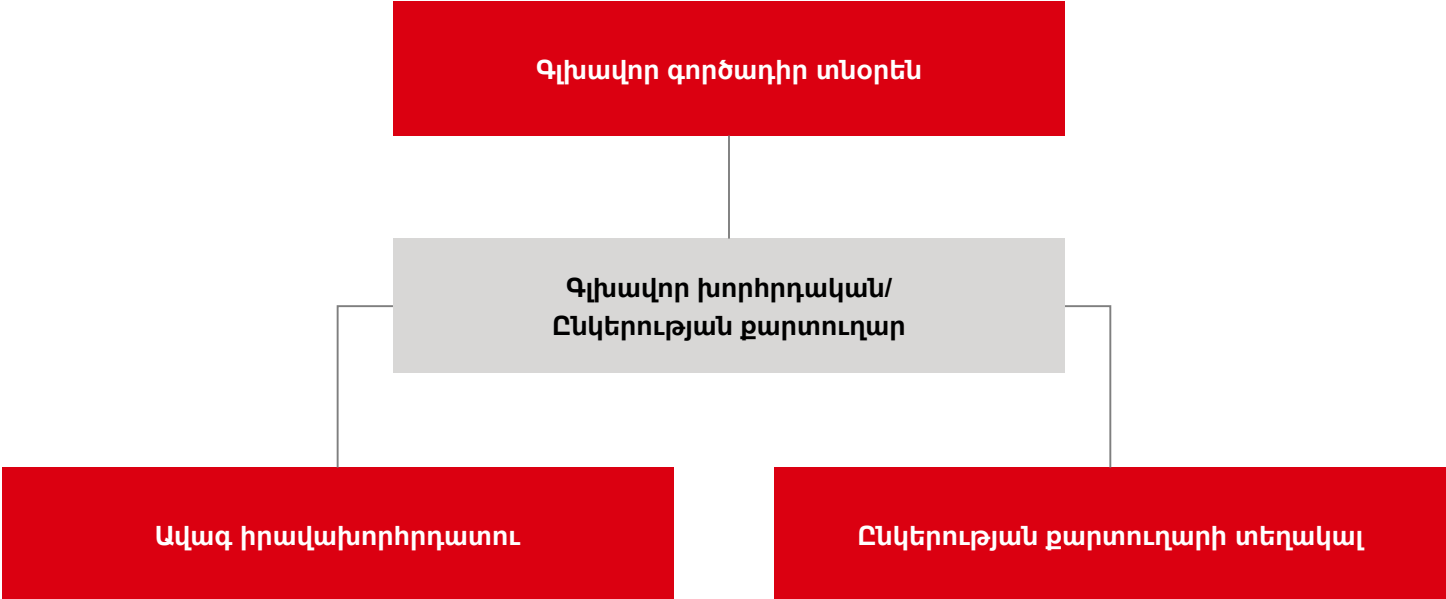 Գլխավոր գործադիր տնօրեն
Գլխավոր խորհրդական/
Ընկերության քարտուղար
Ավագ իրավախորհրդատու
Ընկերության քարտուղարի տեղակալ